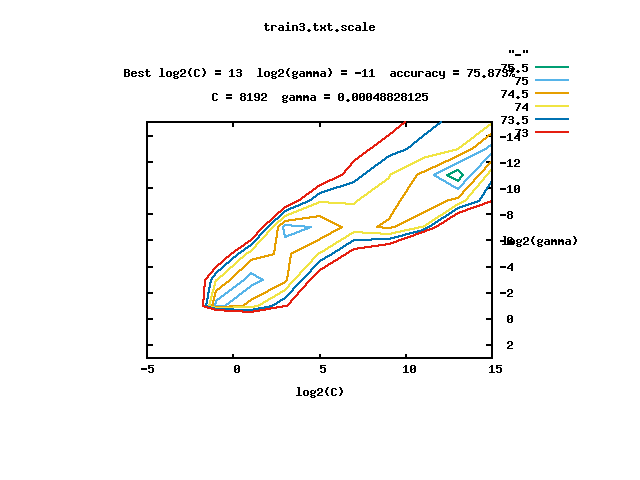 train3.txt.scale
"-"
Best log2(C) = 13 log2(gamma) = -11 accuracy = 75.873%
75.5
75
C = 8192 gamma = 0.00048828125
74.5
74
73.5
73
-14
-12
-10
-8
-6
log2(gamma)
-4
-2
0
2
-5 0 5 10 15
log2(C)